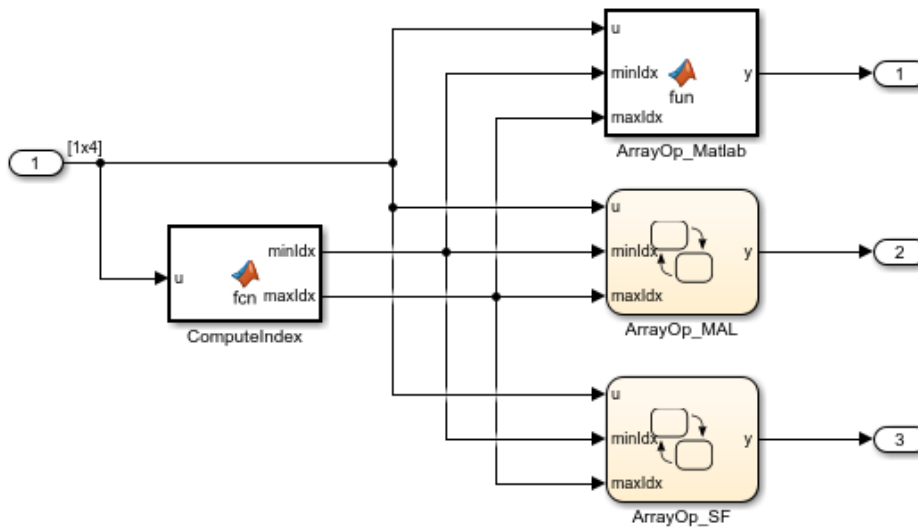 u
minIdx
maxIdx
fun
y
1
ArrayOp_Matlab
1
[1x4]
u
fcn
minIdx
maxIdx
ComputeIndex
u
minIdx
maxIdx
y
2
ArrayOp_MAL
u
minIdx
maxIdx
y
3
ArrayOp_SF